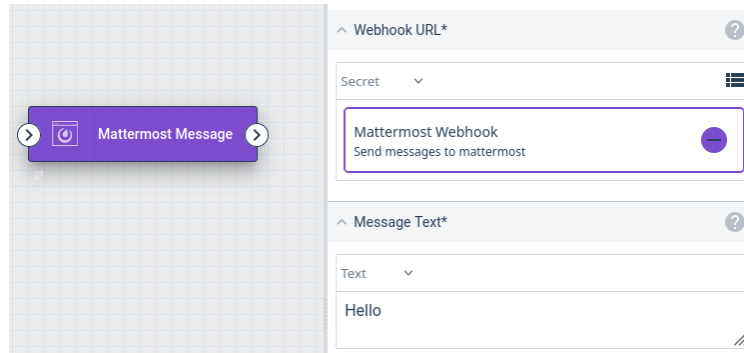 Mattermost Message
Webhook URL*
Secret
Mattermost Webhook
Send messages to mattermost
Message Text*
Text
Hello